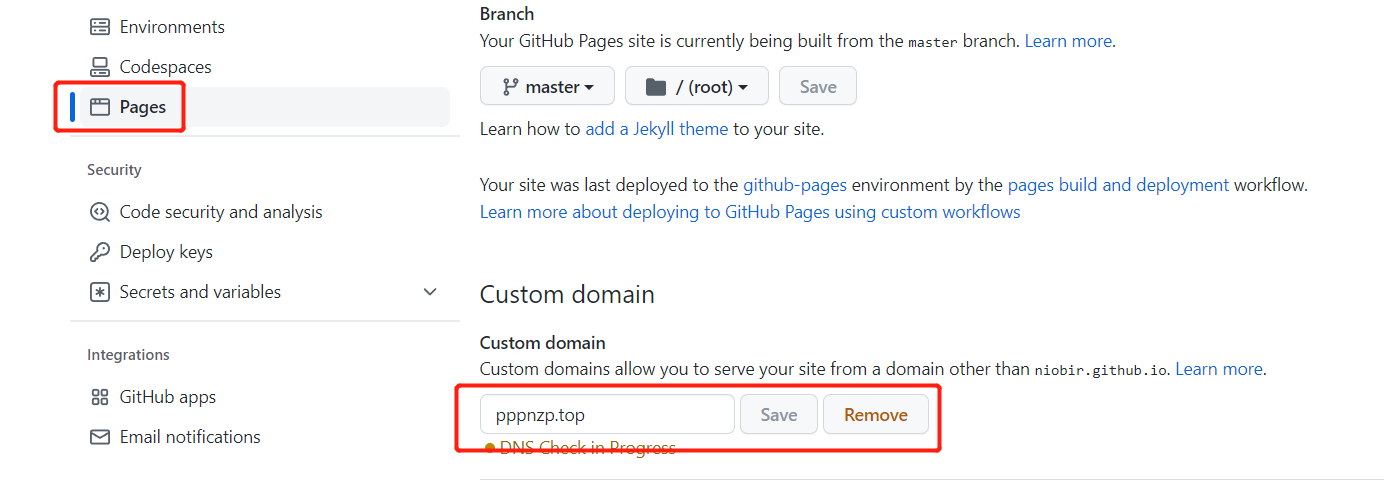 Environments
Codespaces
Pages
Security
Code security and analysis
Deploy keys
Secrets and variables
Integrations
GitHub apps
Email notifications
Branch
Your GitHub Pages site is currently being built from the master branch. Learn more.
master
/ (root)
Save
Learn how to add a Jekyll theme to your site.
Your site was last deployed to the github-pages environment by the pages build and deployment workflow.
Learn more about deploying to GitHub Pages using custom workflows
Custom domain
Custom domain
Custom domains allow you to serve your site from a domain other than niobir.github.io. Learn more.
pppnzp.top
Save
Remove
DNS Check in Progress